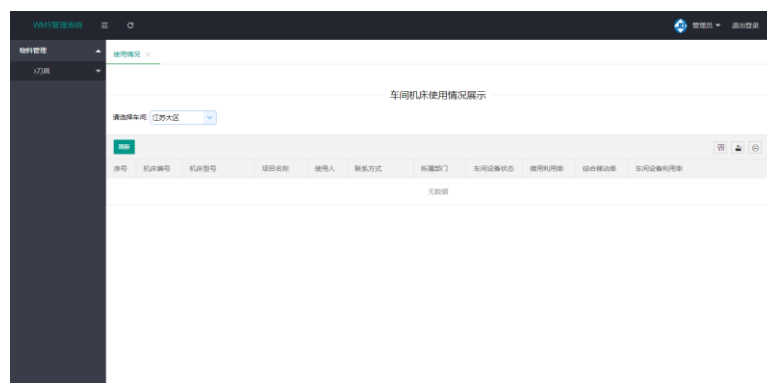 WMS管理系统
管理员 退出登录
物料管理
使用情况 ×
>刀具
车间机床使用情况展示
请选择车间: 江苏大区
刷新
序号 机床编号 机床型号 项目名称 使用人 联系方式 所属部门 车间设备状态 借用利用率 综合稼动率 车间设备利用率
无数据